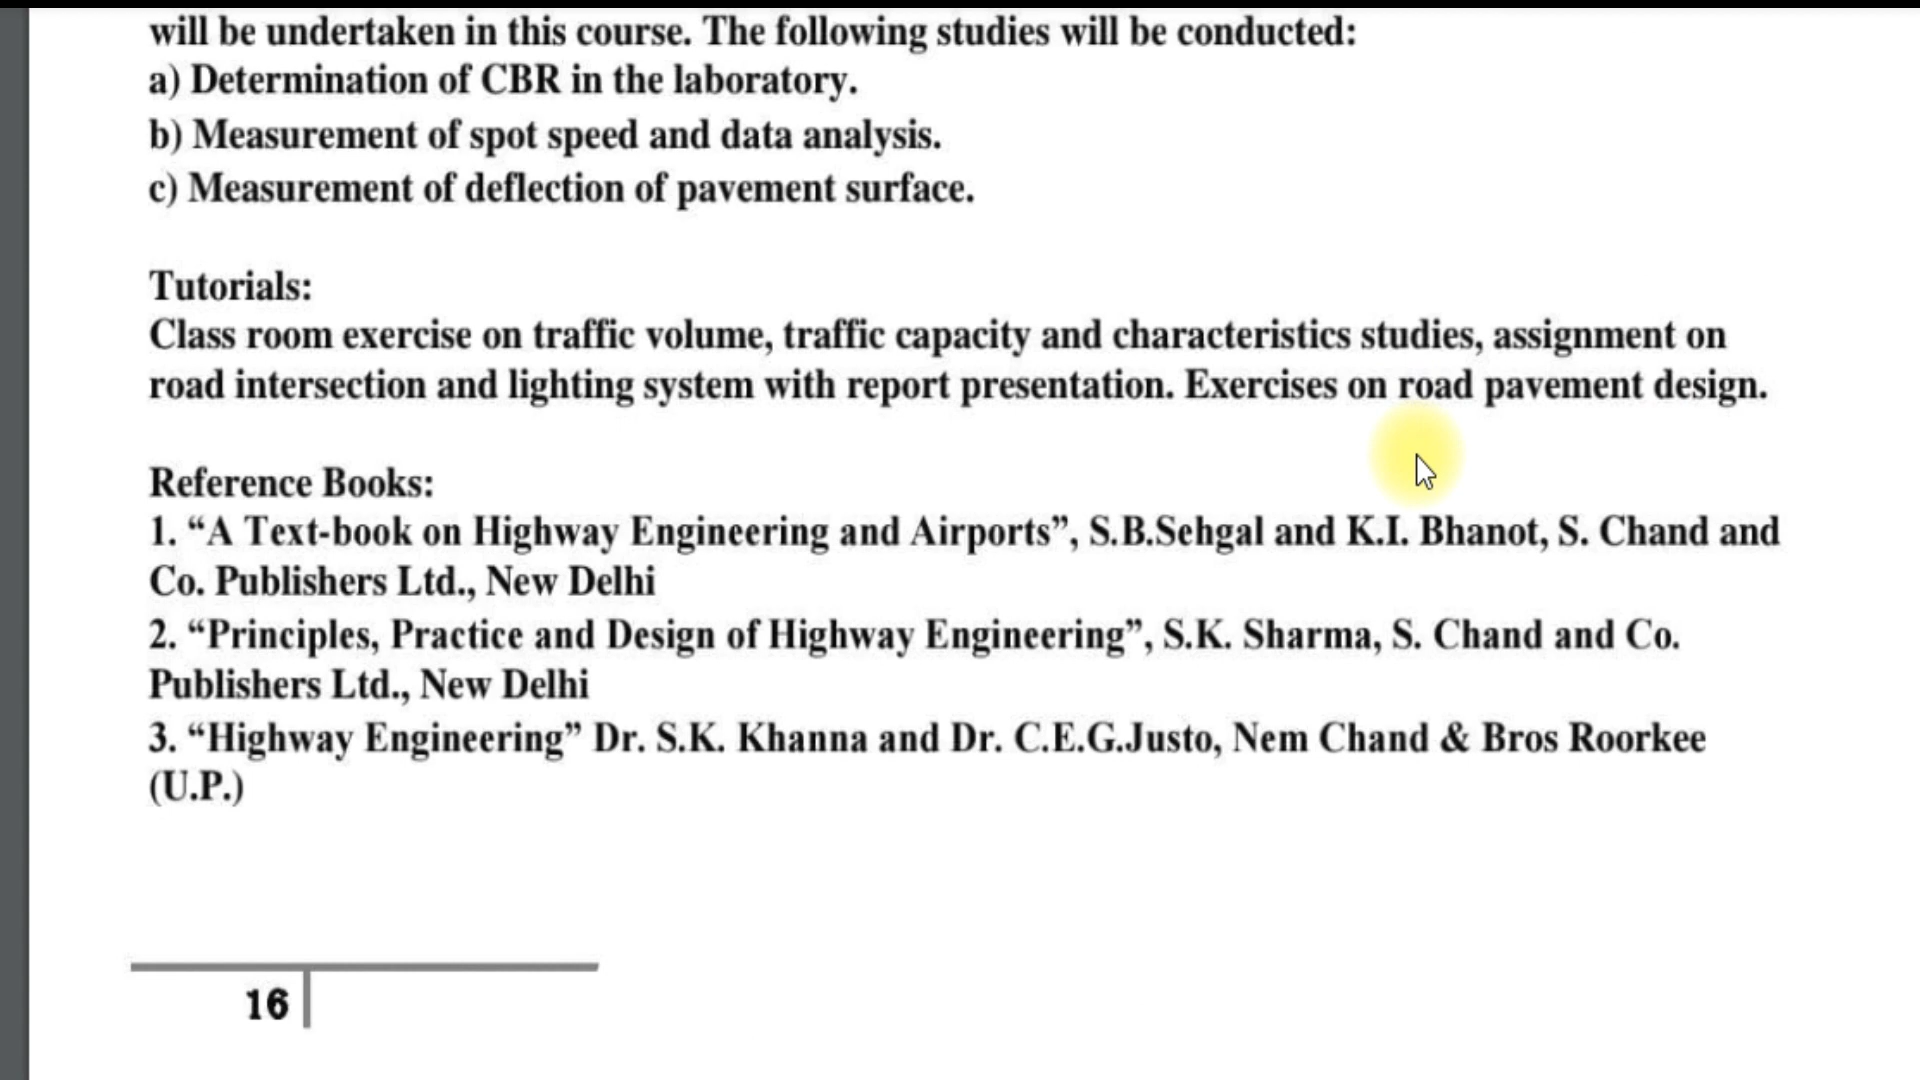 will be undertaken in this course. The following studies will be conducted:
a) Determination of CBR in the laboratory.
b) Measurement of spot speed and data analysis.
c) Measurement of deflection of pavement surface.
Tutorials:
Class room exercise on traffic volume, traffic capacity and characteristics studies, assignment on
road intersection and lighting system with report presentation. Exercises on road pavement design.
Reference Books:
1. “A Text-book on Highway Engineering and Airports”, S.B.Sehgal and K.I. Bhanot, S. Chand and
Co. Publishers Ltd., New Delhi
2. “Principles, Practice and Design of Highway Engineering”, S.K. Sharma, S. Chand and Co.
Publishers Ltd., New Delhi
3. “Highway Engineering” Dr. S.K. Khanna and Dr. C.E.G.Justo, Nem Chand & Bros Roorkee
(U.P.)
16